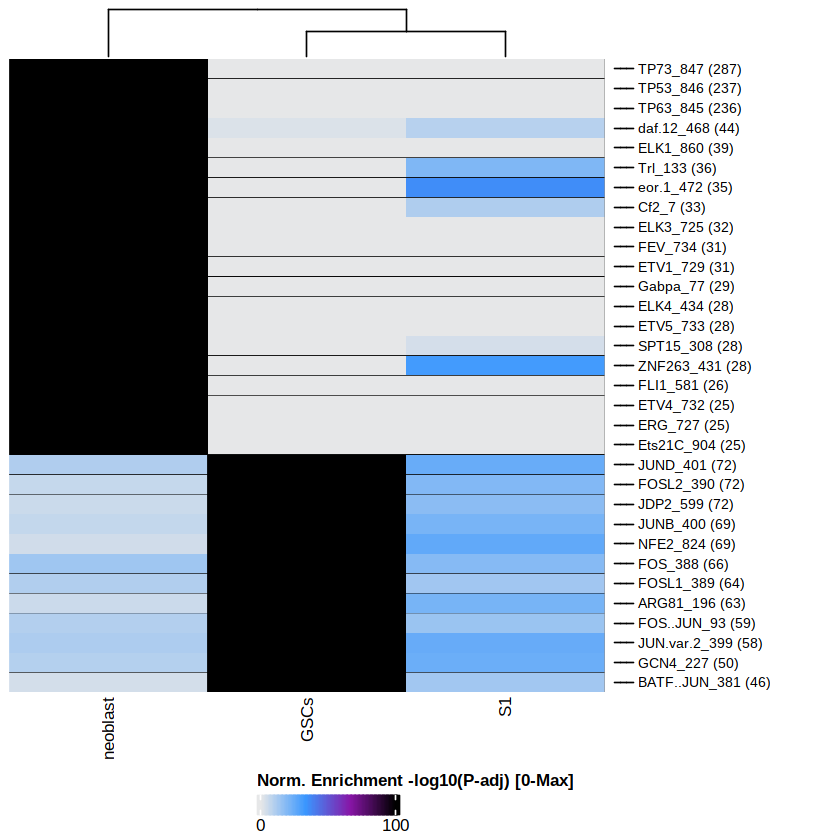 TP73_847 (287)
TP53_846 (237)
TP63_845 (236)
daf.12_468 (44)
ELK1_860 (39)
Trl_133 (36)
eor.1_472 (35)
Cf2_7 (33)
ELK3_725 (32)
FEV_734 (31)
ETV1_729 (31)
Gabpa_77 (29)
ELK4_434 (28)
ETV5_733 (28)
SPT15_308 (28)
ZNF263_431 (28)
FLI1_581 (26)
ETV4_732 (25)
ERG_727 (25)
Ets21C_904 (25)
JUND_401 (72)
FOSL2_390 (72)
JDP2_599 (72)
JUNB_400 (69)
NFE2_824 (69)
FOS_388 (66)
FOSL1_389 (64)
ARG81_196 (63)
FOS..JUN_93 (59)
JUN.var.2_399 (58)
GCN4_227 (50)
BATF..JUN_381 (46)
neoblast
GSCs
S1
Norm. Enrichment -log10(P-adj) [0-Max]
0 100